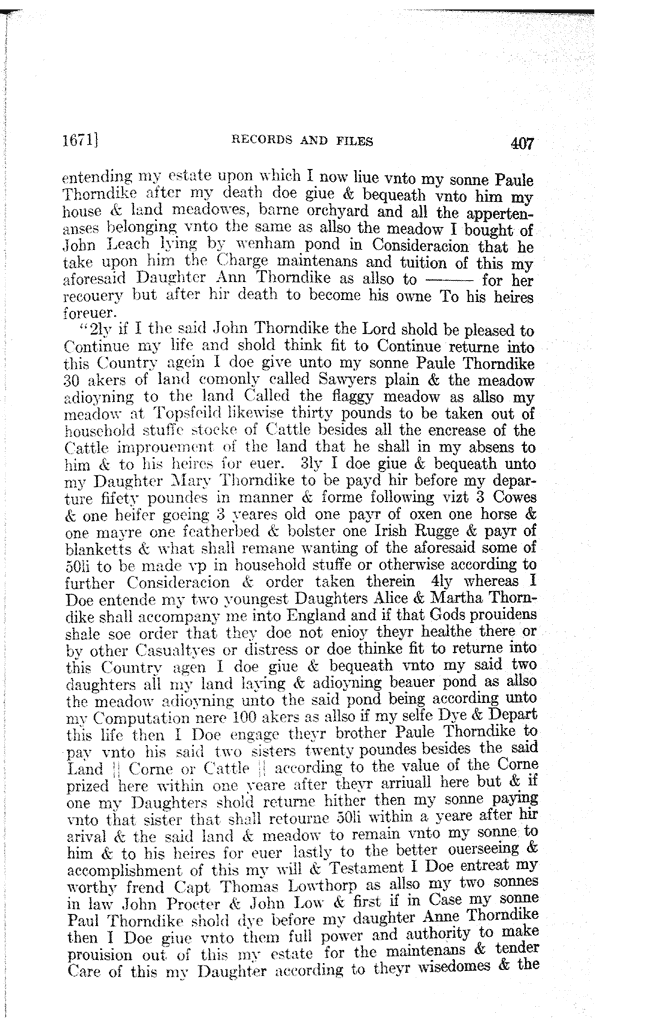 1671] RECORDS AND FILES 407
entending my estate upon which I now liue vnto my sonne Paule
Thorndike after my death doe giue & bequeath vnto him my
house & land meadowes, barne orchyard and all the apperten-
anses belonging vnto the same as allso the meadow I bought of
John Leach lying by wenham pond in Consideracion that he
take upon him the Charge maintenans and tuition of this my
aforesaid Daughter Ann Thorndike as allso to ——— for her
recouery but after hir death to become his owne To his heires
foreuer.
"2ly if I the said John Thorndike the Lord shold be pleased to
Continue my life and shold think fit to Continue returne into
this Country agein I doe give unto my sonne Paule Thorndike
30 akers of land comonly called Sawyers plain & the meadow
adioyning to the land Called the flaggy meadow as allso my
meadow at Topsfeild likewise thirty pounds to be taken out of
household stuffe stocke of Cattle besides all the encrease of the
Cattle improuement of the land that he shall in my absens to
him & to his heires for euer. 3ly I doe giue & bequeath unto
my Daughter Mary Thorndike to be payd hir before my depar-
ture fifety poundes in manner & forme following vizt 3 Cowes
& one heifer goeing 3 yeares old one payr of oxen one horse &
one mayre one featherbed & bolster one Irish Rugge & payr of
blanketts & what shall remane wanting of the aforesaid some of
50li to be made vp in household stuffe or otherwise according to
further Consideracion & order taken therein 4ly whereas I
Doe entende my two youngest Daughters Alice & Martha Thorn-
dike shall accompany me into England and if that Gods prouidens
shale soe order that they doe not enioy theyr healthe there or
by other Casualtyes or distress or doe thinke fit to returne into
this Country agen I doe giue & bequeath vnto my said two
daughters all my land laying & adioyning beauer pond as allso
the meadow adioyning unto the said pond being according unto
my Computation nere 100 akers as allso if my selfe Dye & Depart
this life then I Doe engage theyr brother Paule Thorndike to
pay vnto his said two sisters twenty poundes besides the said
Land || Corne or Cattle || according to the value of the Corne
prized here within one yeare after theyr arriuall here but & if
one my Daughters shold returne hither then my sonne paying
vnto that sister that shall retourne 50li within a yeare after hir
arival & the said land & meadow to remain vnto my sonne to
him & to his heires for euer lastly to the better ouerseeing &
accomplishment of this my will & Testament I Doe entreat my
worthy frend Capt Thomas Lowthorp as allso my two sonnes
in law John Procter & John Low & first if in Case my sonne
Paul Thorndike shold dye before my daughter Anne Thorndike
then I Doe giue vnto them full power and authority to make
prouision out of this my estate for the maintenans & tender
Care of this my Daughter according to theyr wisedomes & the